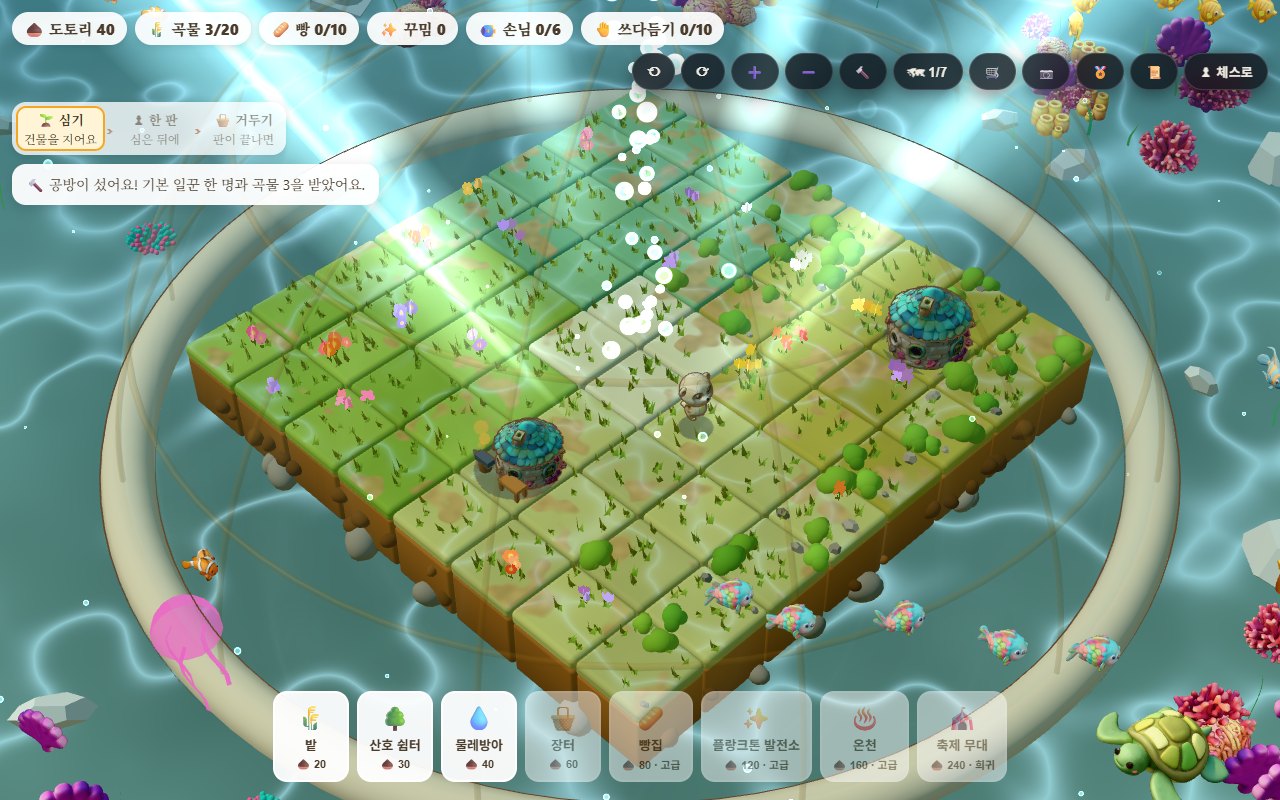 도토리 40
곡물 3/20
빵 0/10
꾸밈 0
손님 0/6
쓰다듬기 0/10
1/7
체스로
심기
건물을 지어요
한 판
심은 뒤에
거두기
판이 끝나면
공방이 섰어요! 기본 일꾼 한 명과 곡물 3을 받았어요.
밭
20
산호 쉼터
30
물레방아
40
장터
60
빵집
80 · 고급
플랑크톤 발전소
120 · 고급
온천
160 · 고급
축제 무대
240 · 희귀